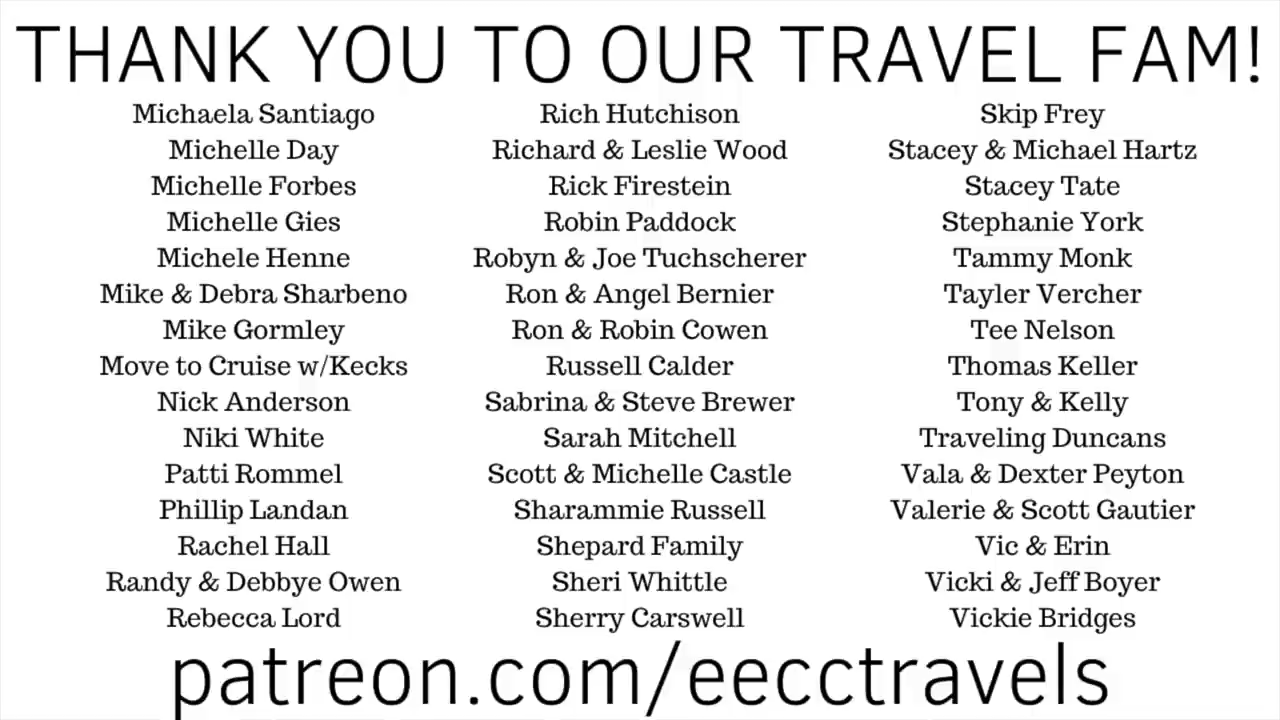 THANK YOU TO OUR TRAVEL FAM!
Michaela Santiago
Michelle Day
Michelle Forbes
Michelle Gies
Michele Henne
Mike & Debra Sharbeno
Mike Gormley
Move to Cruise w/Kecks
Nick Anderson
Niki White
Patti Rommel
Phillip Landan
Rachel Hall
Randy & Debbye Owen
Rebecca Lord
Rich Hutchison
Richard & Leslie Wood
Rick Firestein
Robin Paddock
Robyn & Joe Tuchscherer
Ron & Angel Bernier
Ron & Robin Cowen
Russell Calder
Sabrina & Steve Brewer
Sarah Mitchell
Scott & Michelle Castle
Sharammie Russell
Shepard Family
Sheri Whittle
Sherry Carswell
Skip Frey
Stacey & Michael Hartz
Stacey Tate
Stephanie York
Tammy Monk
Tayler Vercher
Tee Nelson
Thomas Keller
Tony & Kelly
Traveling Duncans
Vala & Dexter Peyton
Valerie & Scott Gautier
Vic & Erin
Vicki & Jeff Boyer
Vickie Bridges
patreon.com/eecctravels